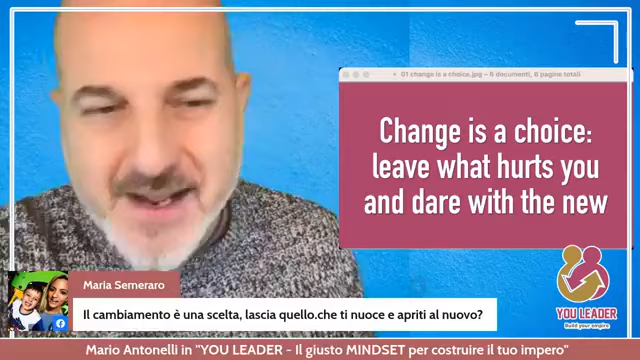 01 change is a choice.jpg – 6 documenti, 6 pagine totali
Change is a choice:
leave what hurts you
and dare with the new
YOU LEADER
Build your empire
Maria Semeraro
Il cambiamento è una scelta, lascia quello.che ti nuoce e apriti al nuovo?
Mario Antonelli in "YOU LEADER - Il giusto MINDSET per costruire il tuo impero"